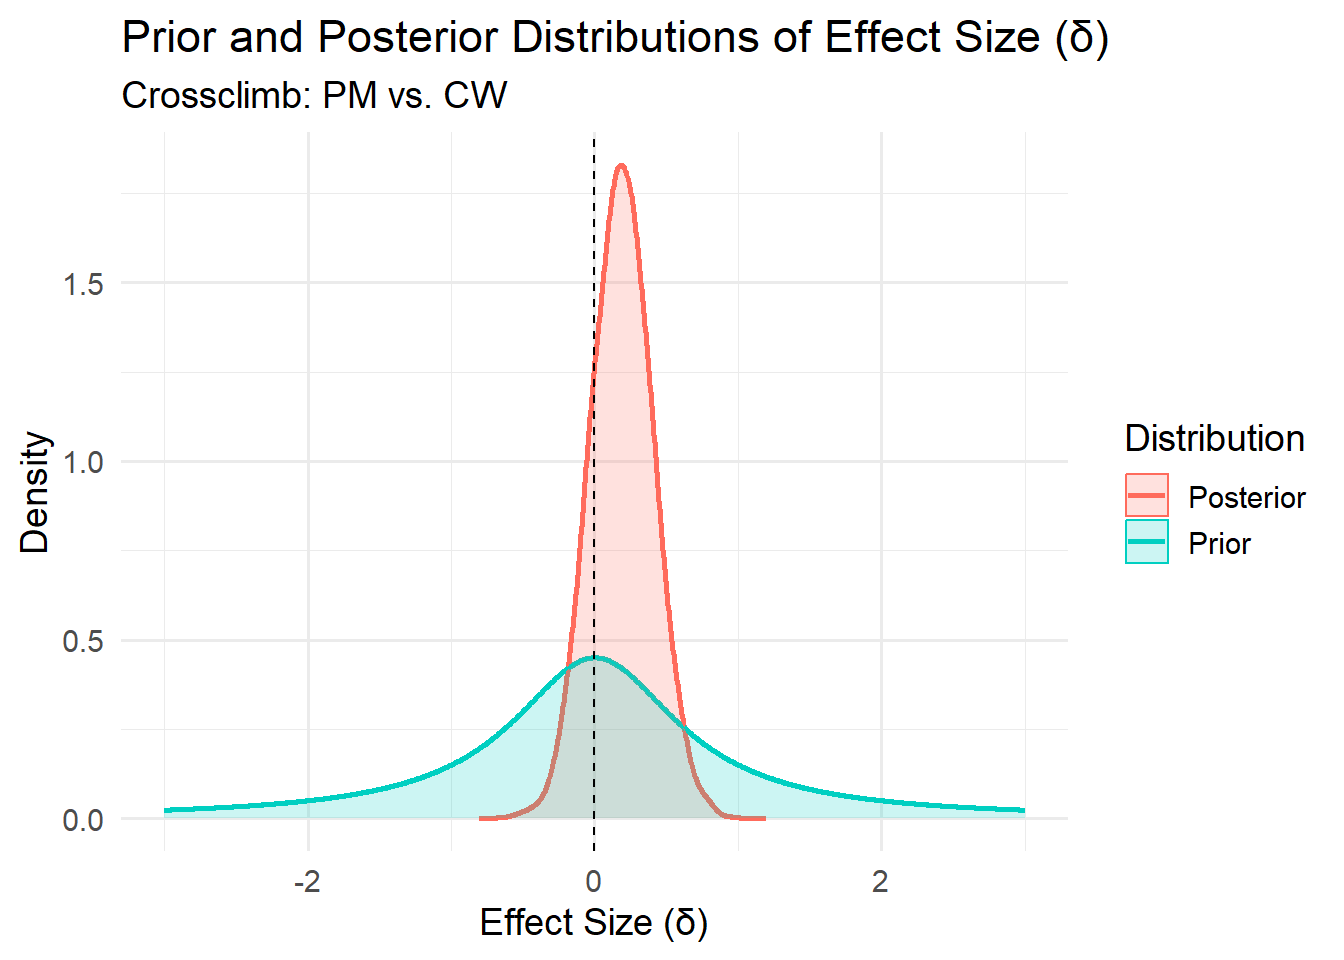 Prior and Posterior Distributions of Effect Size (δ)
Crossclimb: PM vs. CW
1.5
1.0
0.5
0.0
Density
-2
0
2
Effect Size (δ)
Distribution
Posterior
Prior